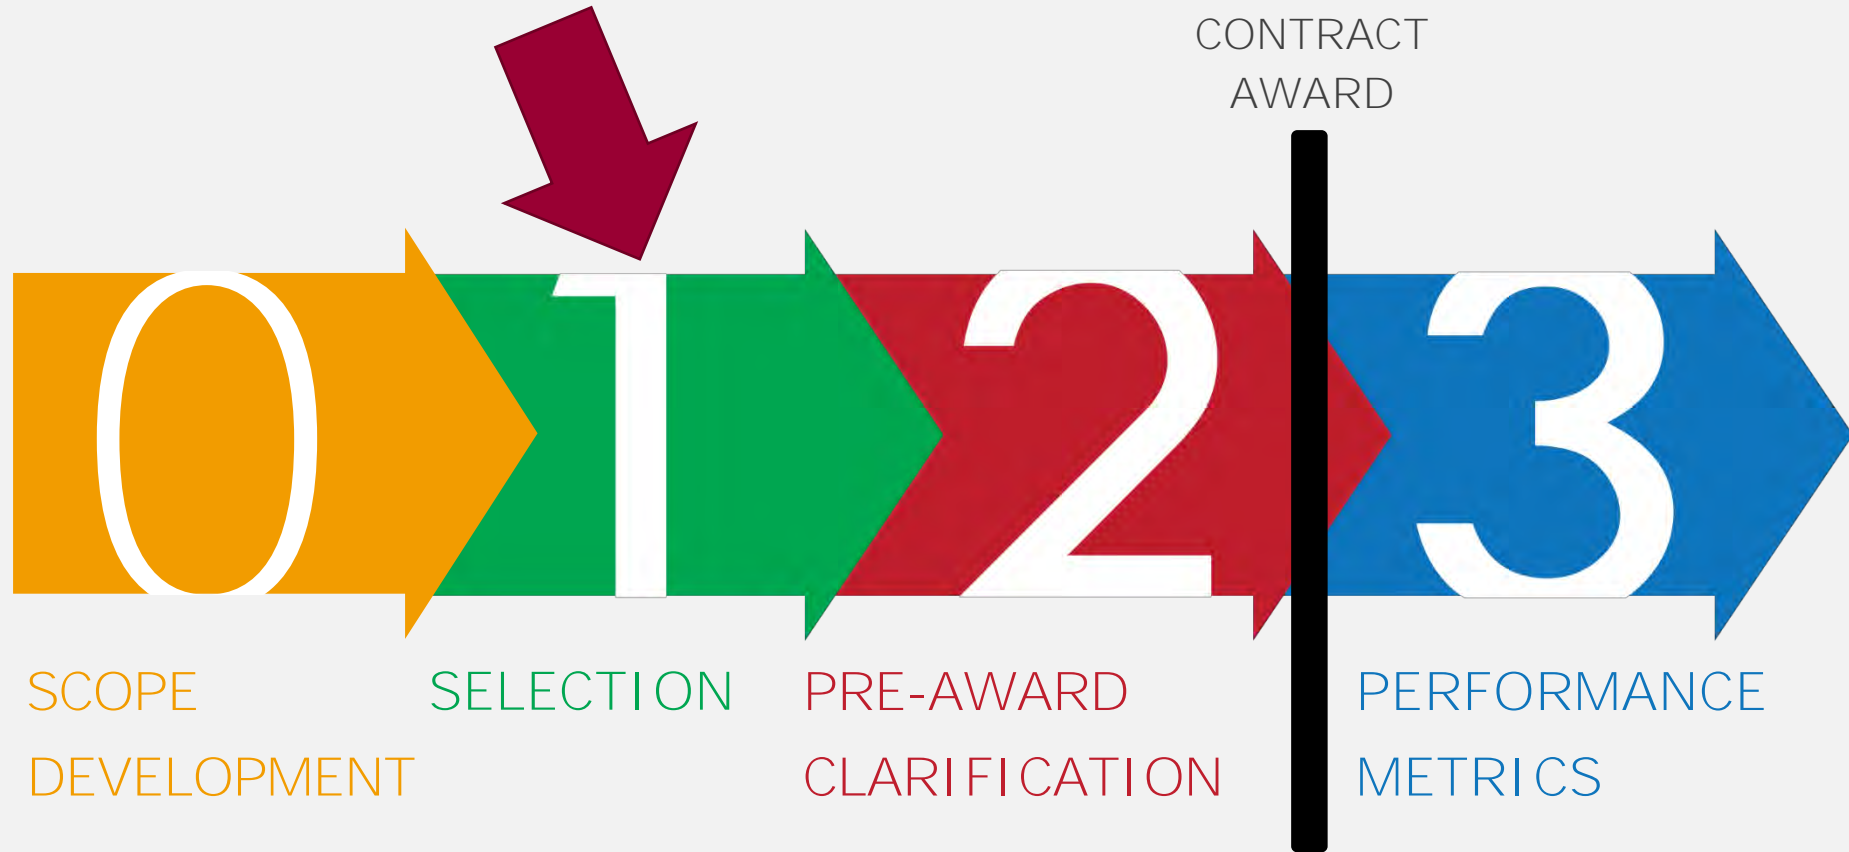 CONTRACT
AWARD
0 1 2 3
SCOPE
DEVELOPMENT
SELECTION
PRE-AWARD
CLARIFICATION
PERFORMANCE
METRICS